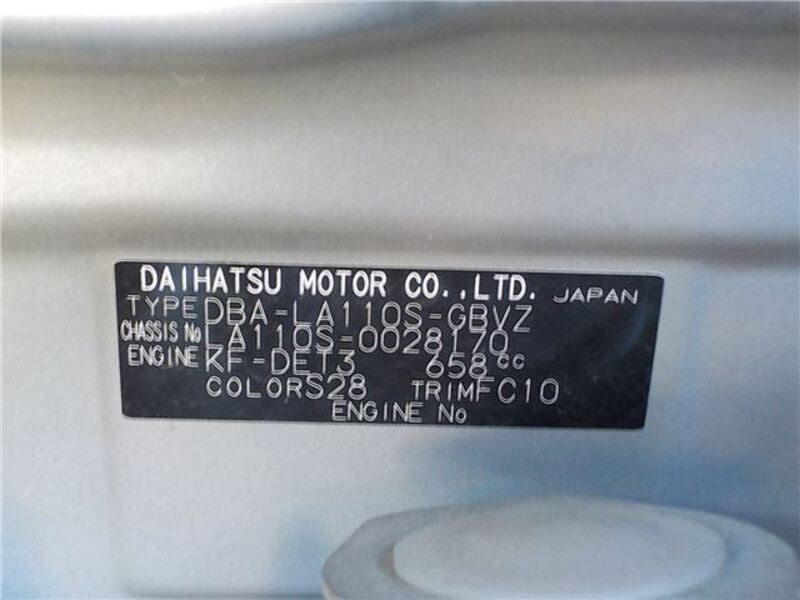 DAIHATSU MOTOR CO.,LTD. JAPAN
TYPE DBA-LA110S-GBVZ
CHASSIS No LA110S-0028170
ENGINE KF-DET3 658cc
COLOR S28 TRIM FC10
ENGINE No